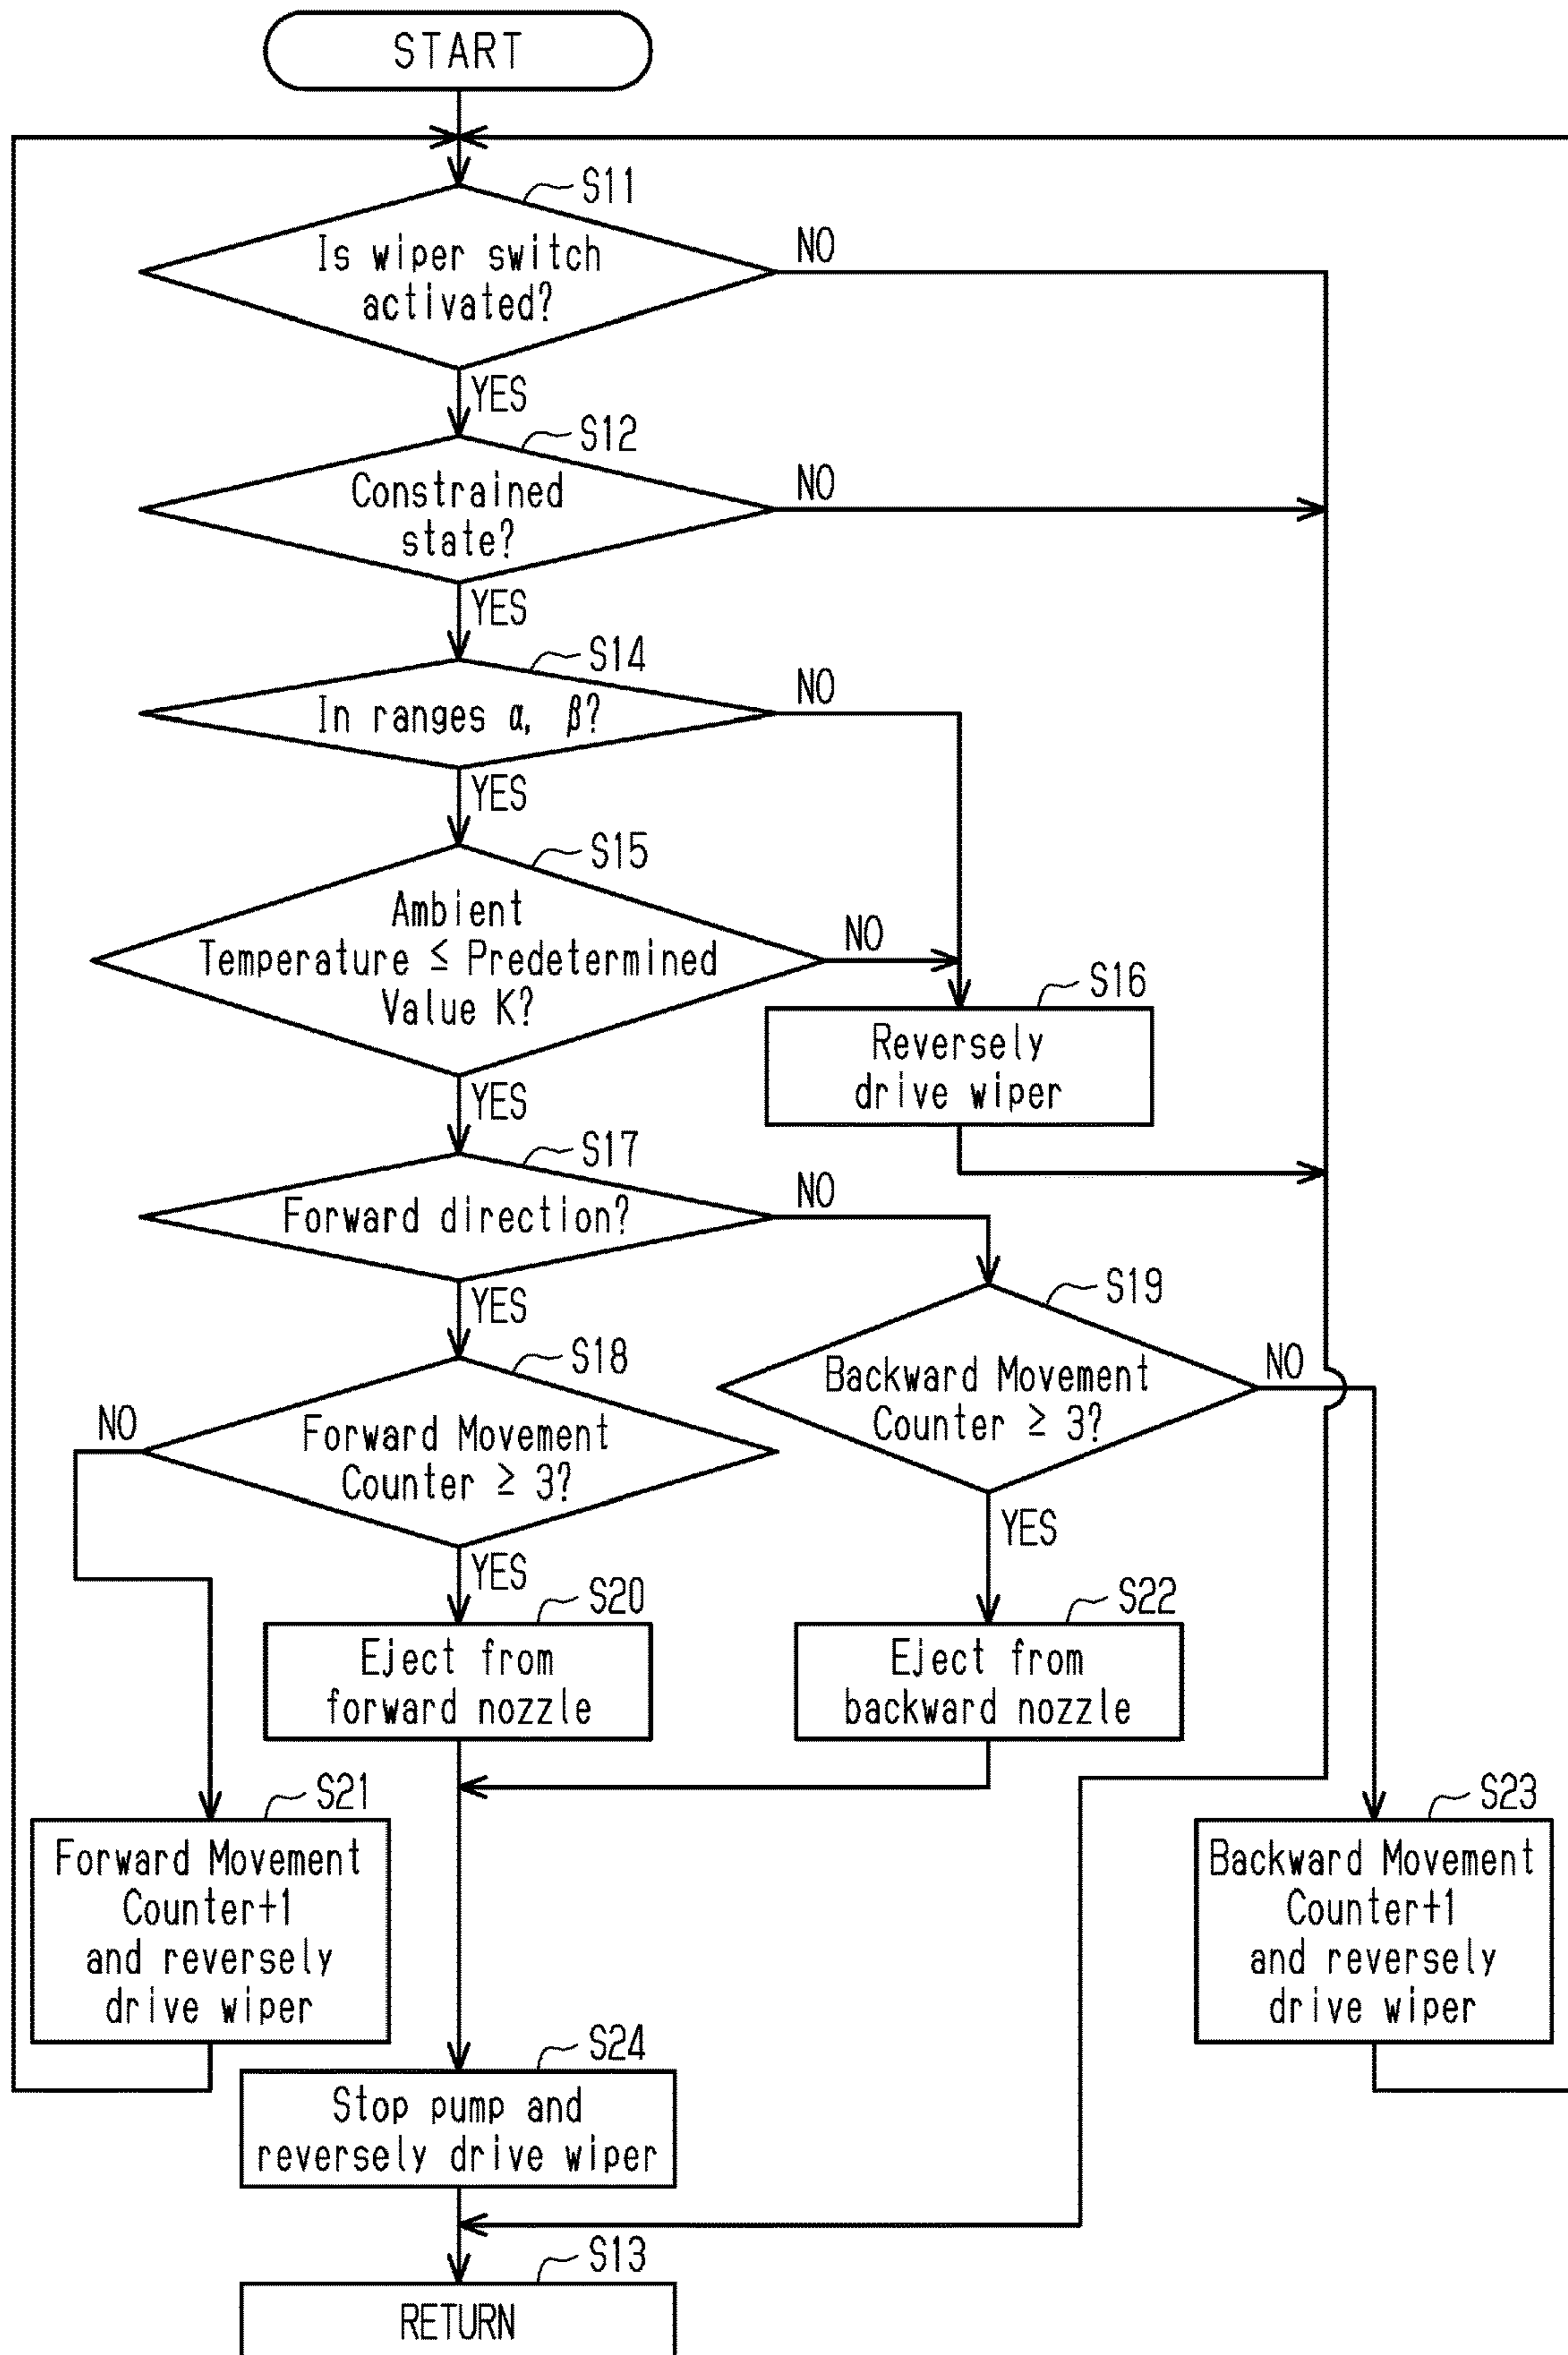 START
S11
Is wiper switch
activated?
NO
YES
S12
Constrained
state?
NO
YES
S14
In ranges α, β?
NO
YES
S15
Ambient
Temperature ≤ Predetermined
Value K?
NO
YES
S16
Reversely
drive wiper
S17
Forward direction?
NO
YES
S18
Forward Movement
Counter ≥ 3?
NO
YES
S19
Backward Movement
Counter ≥ 3?
NO
YES
S20
Eject from
forward nozzle
S22
Eject from
backward nozzle
S21
Forward Movement
Counter+1
and reversely
drive wiper
S23
Backward Movement
Counter+1
and reversely
drive wiper
S24
Stop pump and
reversely drive wiper
S13
RETURN